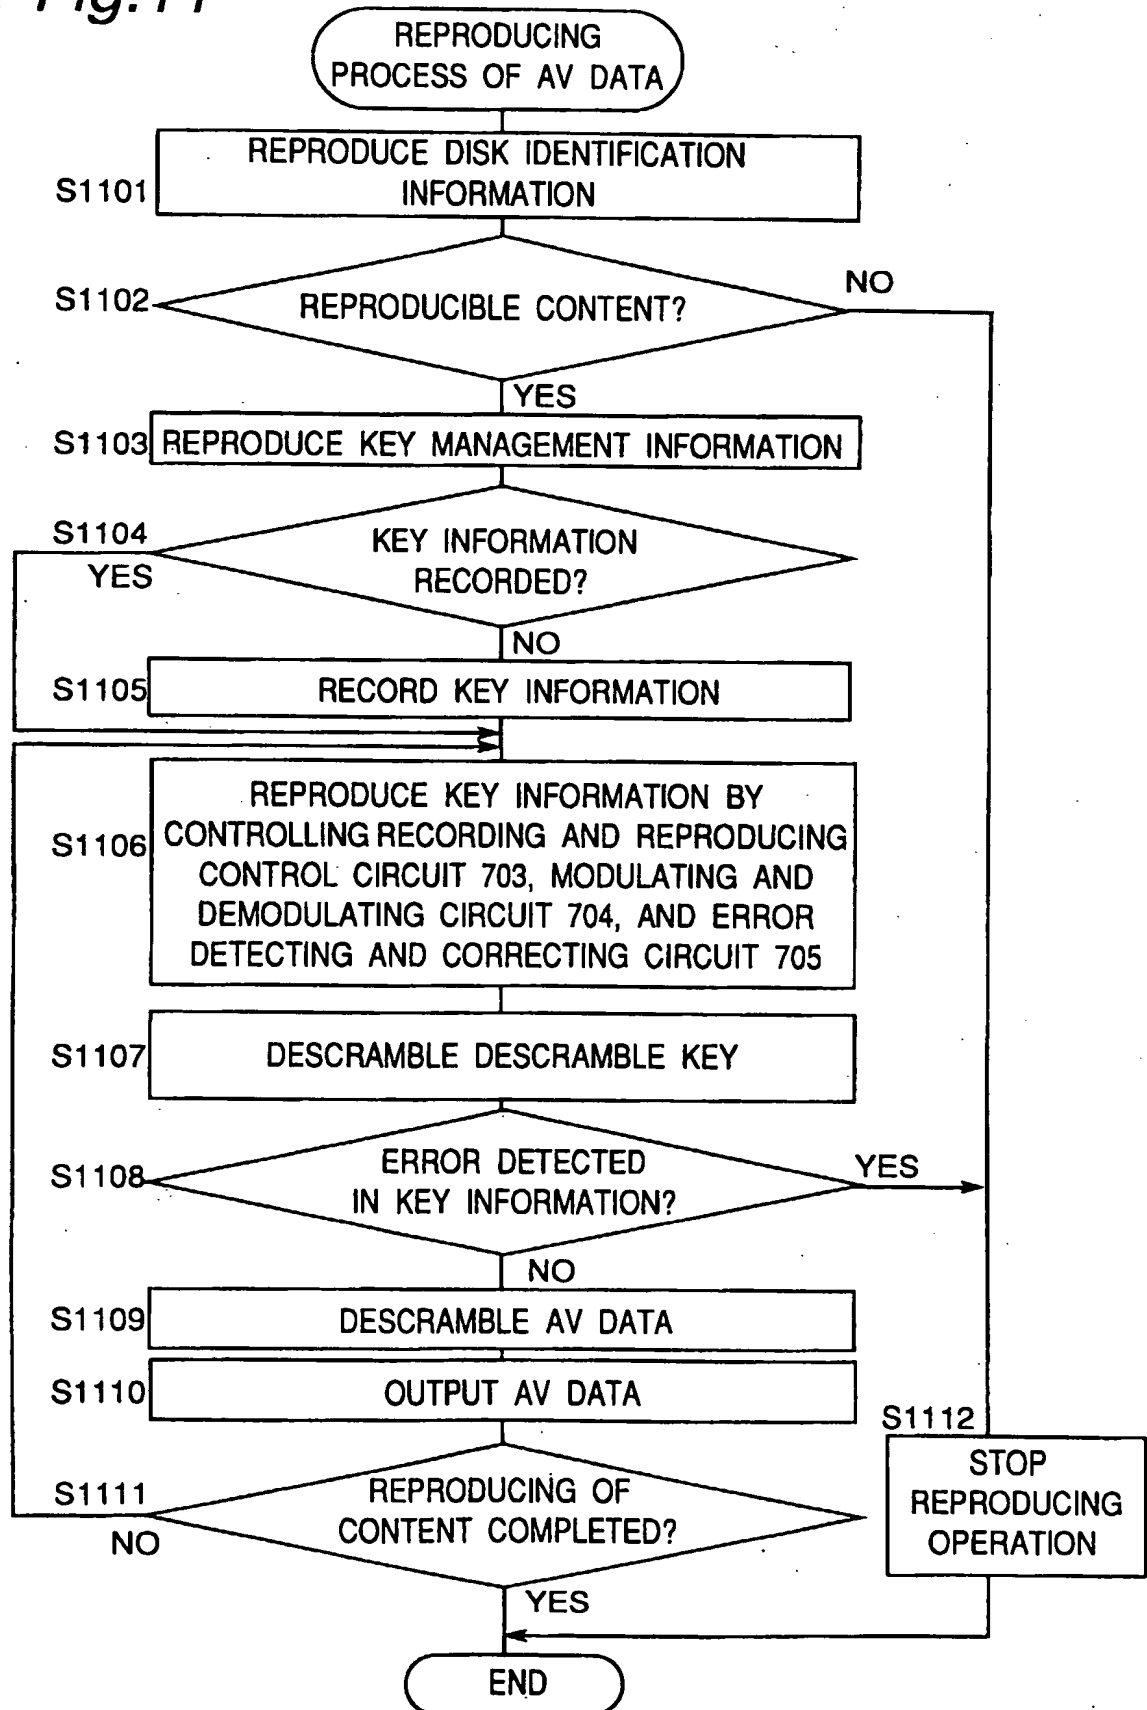 Fig.11
REPRODUCING
PROCESS OF AV DATA
REPRODUCE DISK IDENTIFICATION
INFORMATION
S1101
S1102
REPRODUCIBLE CONTENT?
NO
YES
S1103
REPRODUCE KEY MANAGEMENT INFORMATION
S1104
YES
KEY INFORMATION
RECORDED?
NO
S1105
RECORD KEY INFORMATION
S1106
REPRODUCE KEY INFORMATION BY
CONTROLLING RECORDING AND REPRODUCING
CONTROL CIRCUIT 703, MODULATING AND
DEMODULATING CIRCUIT 704, AND ERROR
DETECTING AND CORRECTING CIRCUIT 705
S1107
DESCRAMBLE DESCRAMBLE KEY
S1108
ERROR DETECTED
IN KEY INFORMATION?
YES
NO
S1109
DESCRAMBLE AV DATA
S1110
OUTPUT AV DATA
S1111
NO
REPRODUCING OF
CONTENT COMPLETED?
YES
S1112
STOP
REPRODUCING
OPERATION
END